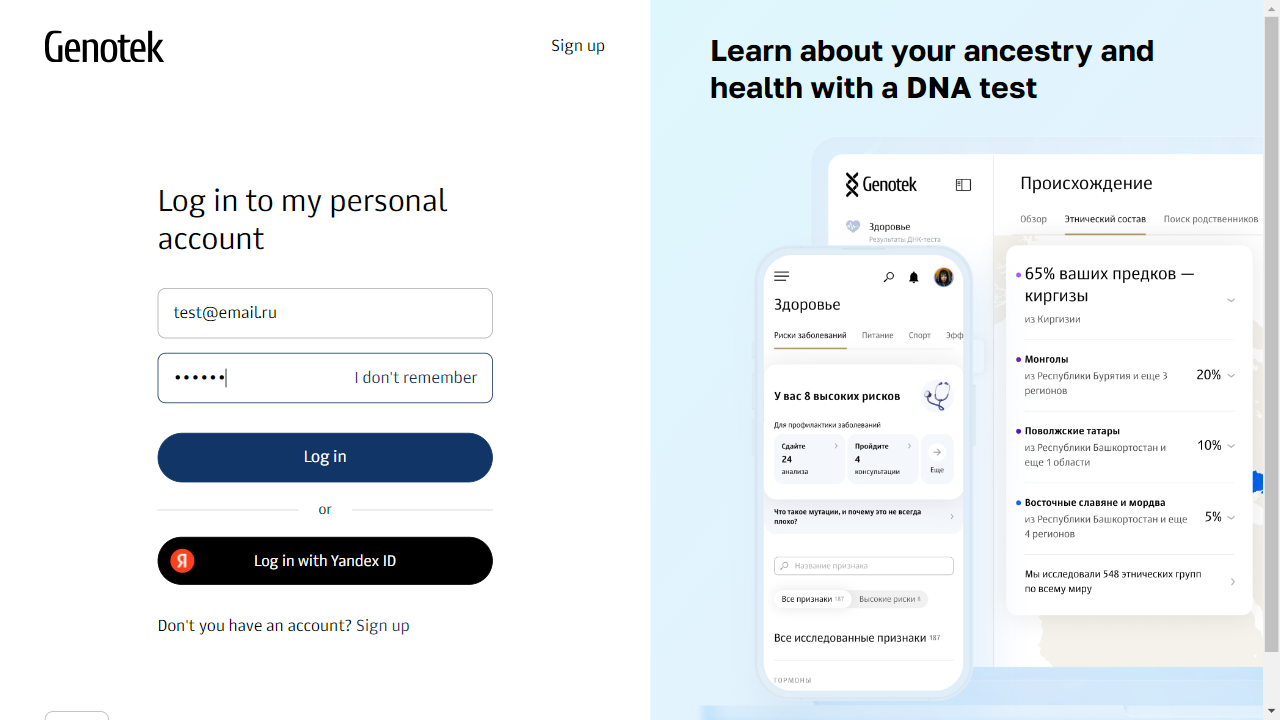 Genotek
Sign up
Log in to my personal
account
test@email.ru
••••••
I don't remember
Log in
or
Я
Log in with Yandex ID
Don't you have an account? Sign up
Learn about your ancestry and
health with a DNA test
Genotek
Здоровье
Результаты ДНК-теста
Происхождение
Обзор
Этнический состав
Поиск родственников
65% ваших предков —
киргизы
из Киргизии
Монголы
из Республики Бурятия и еще 3
регионов
20%
Поволжские татары
из Республики Башкортостан и
еще 1 области
10%
Восточные славяне и мордва
из Республики Башкортостан и еще
4 регионов
5%
Мы исследовали 548 этнических групп
по всему миру
Здоровье
Риски заболеваний
Питание
Спорт
Эфф
У вас 8 высоких рисков
Для профилактики заболеваний
Сдайте
24
анализа
Пройдите
4
консультации
Еще
Что такое мутации, и почему это не всегда
плохо?
Название признака
Все признаки 187
Высокие риски 8
Все исследованные признаки 187
ГОРМОНЫ